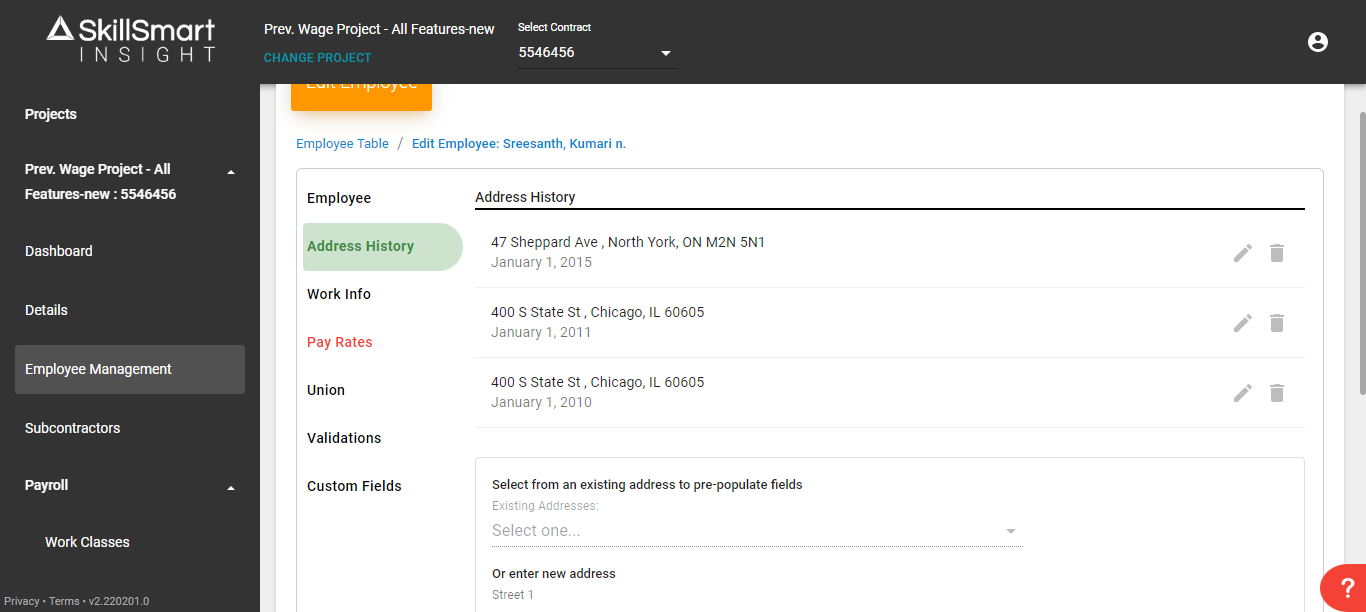 SkillSmart
INSIGHT
Prev. Wage Project - All Features-new
CHANGE PROJECT
Select Contract
5546456
Projects
Prev. Wage Project - All
Features-new : 5546456
Dashboard
Details
Employee Management
Subcontractors
Payroll
Work Classes
Privacy • Terms • v2.220201.0
Edit Employee
Employee Table / Edit Employee: Sreesanth, Kumari n.
Employee
Address History
Work Info
Pay Rates
Union
Validations
Custom Fields
Address History
47 Sheppard Ave , North York, ON M2N 5N1
January 1, 2015
400 S State St , Chicago, IL 60605
January 1, 2011
400 S State St , Chicago, IL 60605
January 1, 2010
Select from an existing address to pre-populate fields
Existing Addresses:
Select one...
Or enter new address
Street 1
?